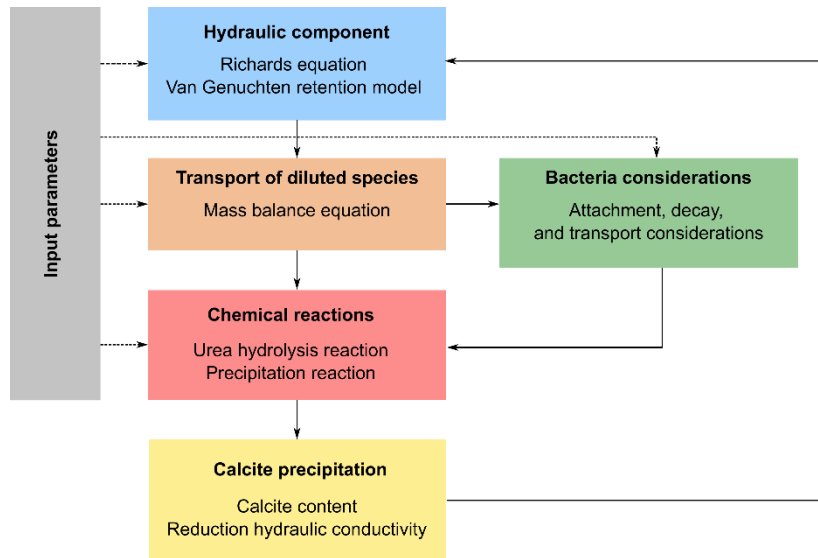 Input parameters
Hydraulic component
Richards equation
Van Genuchten retention model
Transport of diluted species
Mass balance equation
Bacteria considerations
Attachment, decay,
and transport considerations
Chemical reactions
Urea hydrolysis reaction
Precipitation reaction
Calcite precipitation
Calcite content
Reduction hydraulic conductivity